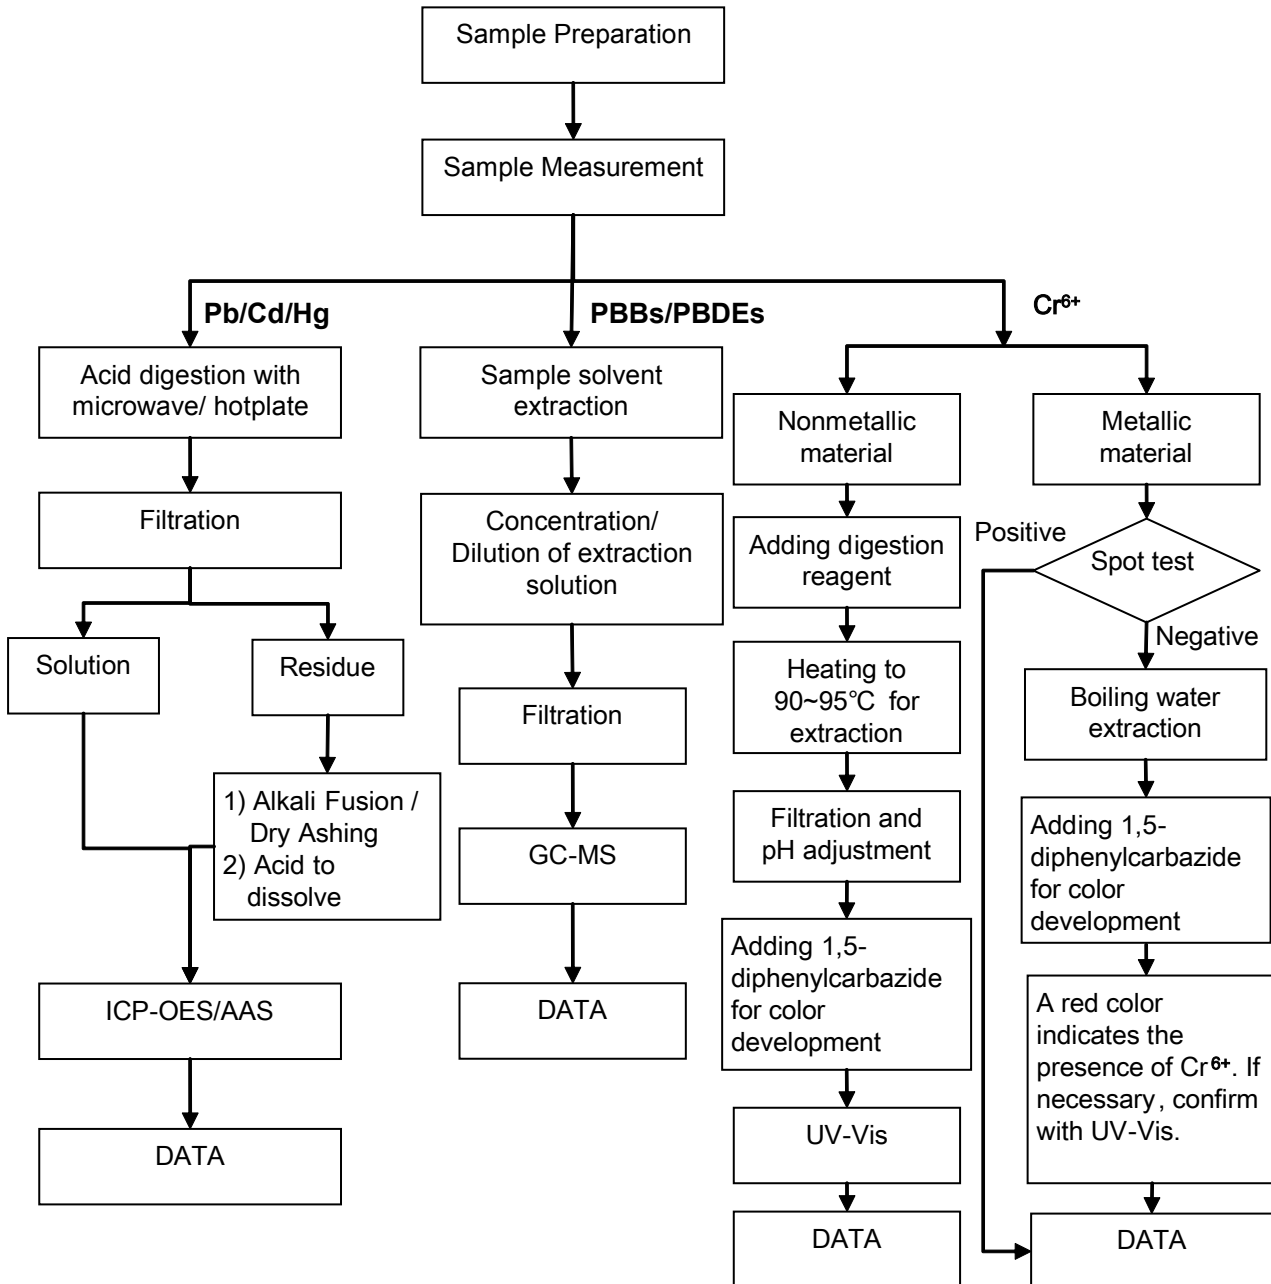 Sample Preparation
Sample Measurement
Pb/Cd/Hg
PBBs/PBDEs
Cr⁶⁺
Acid digestion with
microwave/ hotplate
Filtration
Solution
Residue
1) Alkali Fusion /
Dry Ashing
2) Acid to
dissolve
ICP-OES/AAS
DATA
Sample solvent
extraction
Concentration/
Dilution of extraction
solution
Filtration
GC-MS
DATA
Nonmetallic
material
Adding digestion
reagent
Heating to
90~95℃ for
extraction
Filtration and
pH adjustment
Adding 1,5-
diphenylcarbazide
for color
development
UV-Vis
DATA
Metallic
material
Positive
Spot test
Negative
Boiling water
extraction
Adding 1,5-
diphenylcarbazide
for color
development
A red color
indicates the
presence of Cr⁶⁺. If
necessary, confirm
with UV-Vis.
DATA